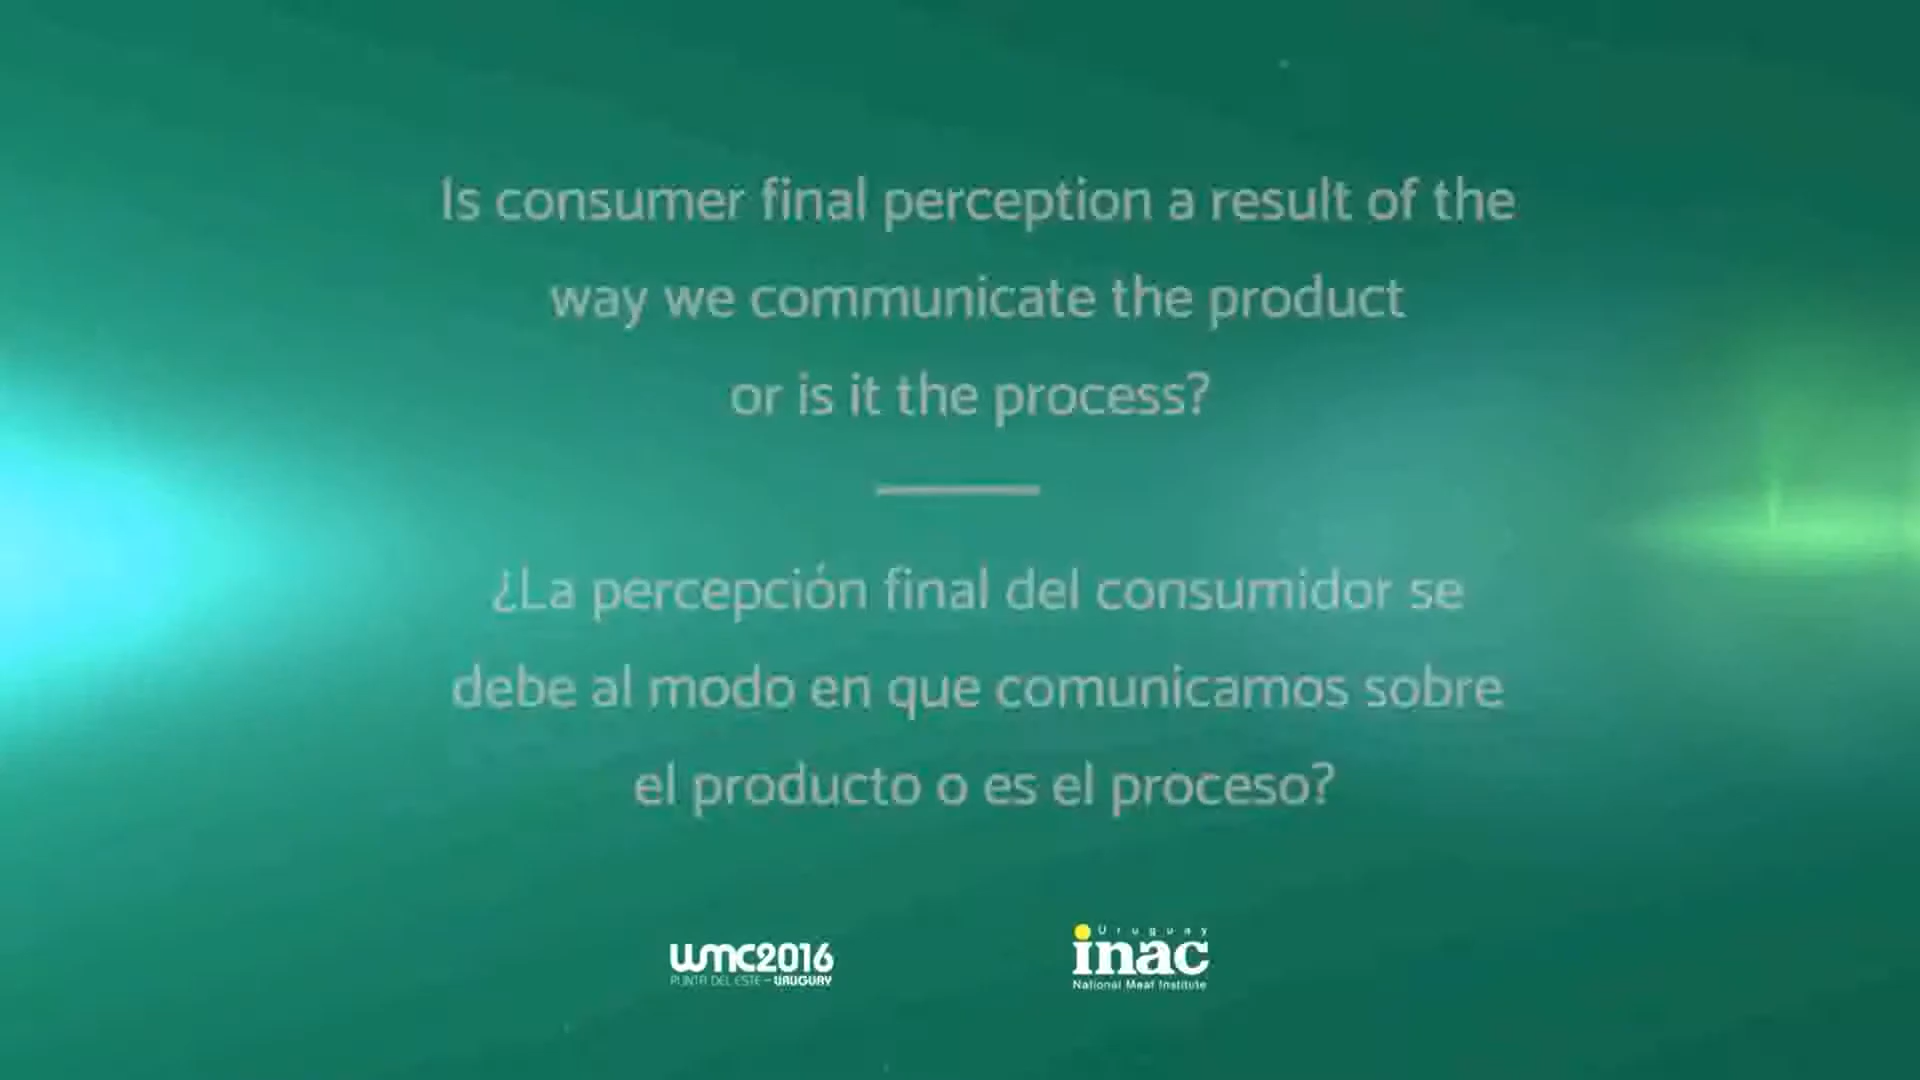 Is consumer final perception a result of the
way we communicate the product
or is it the process?
¿La percepción final del consumidor se
debe al modo en que comunicamos sobre
el producto o es el proceso?
wmc2016
PUNTA DEL ESTE – URUGUAY
Uruguay
inac
National Meat Institute